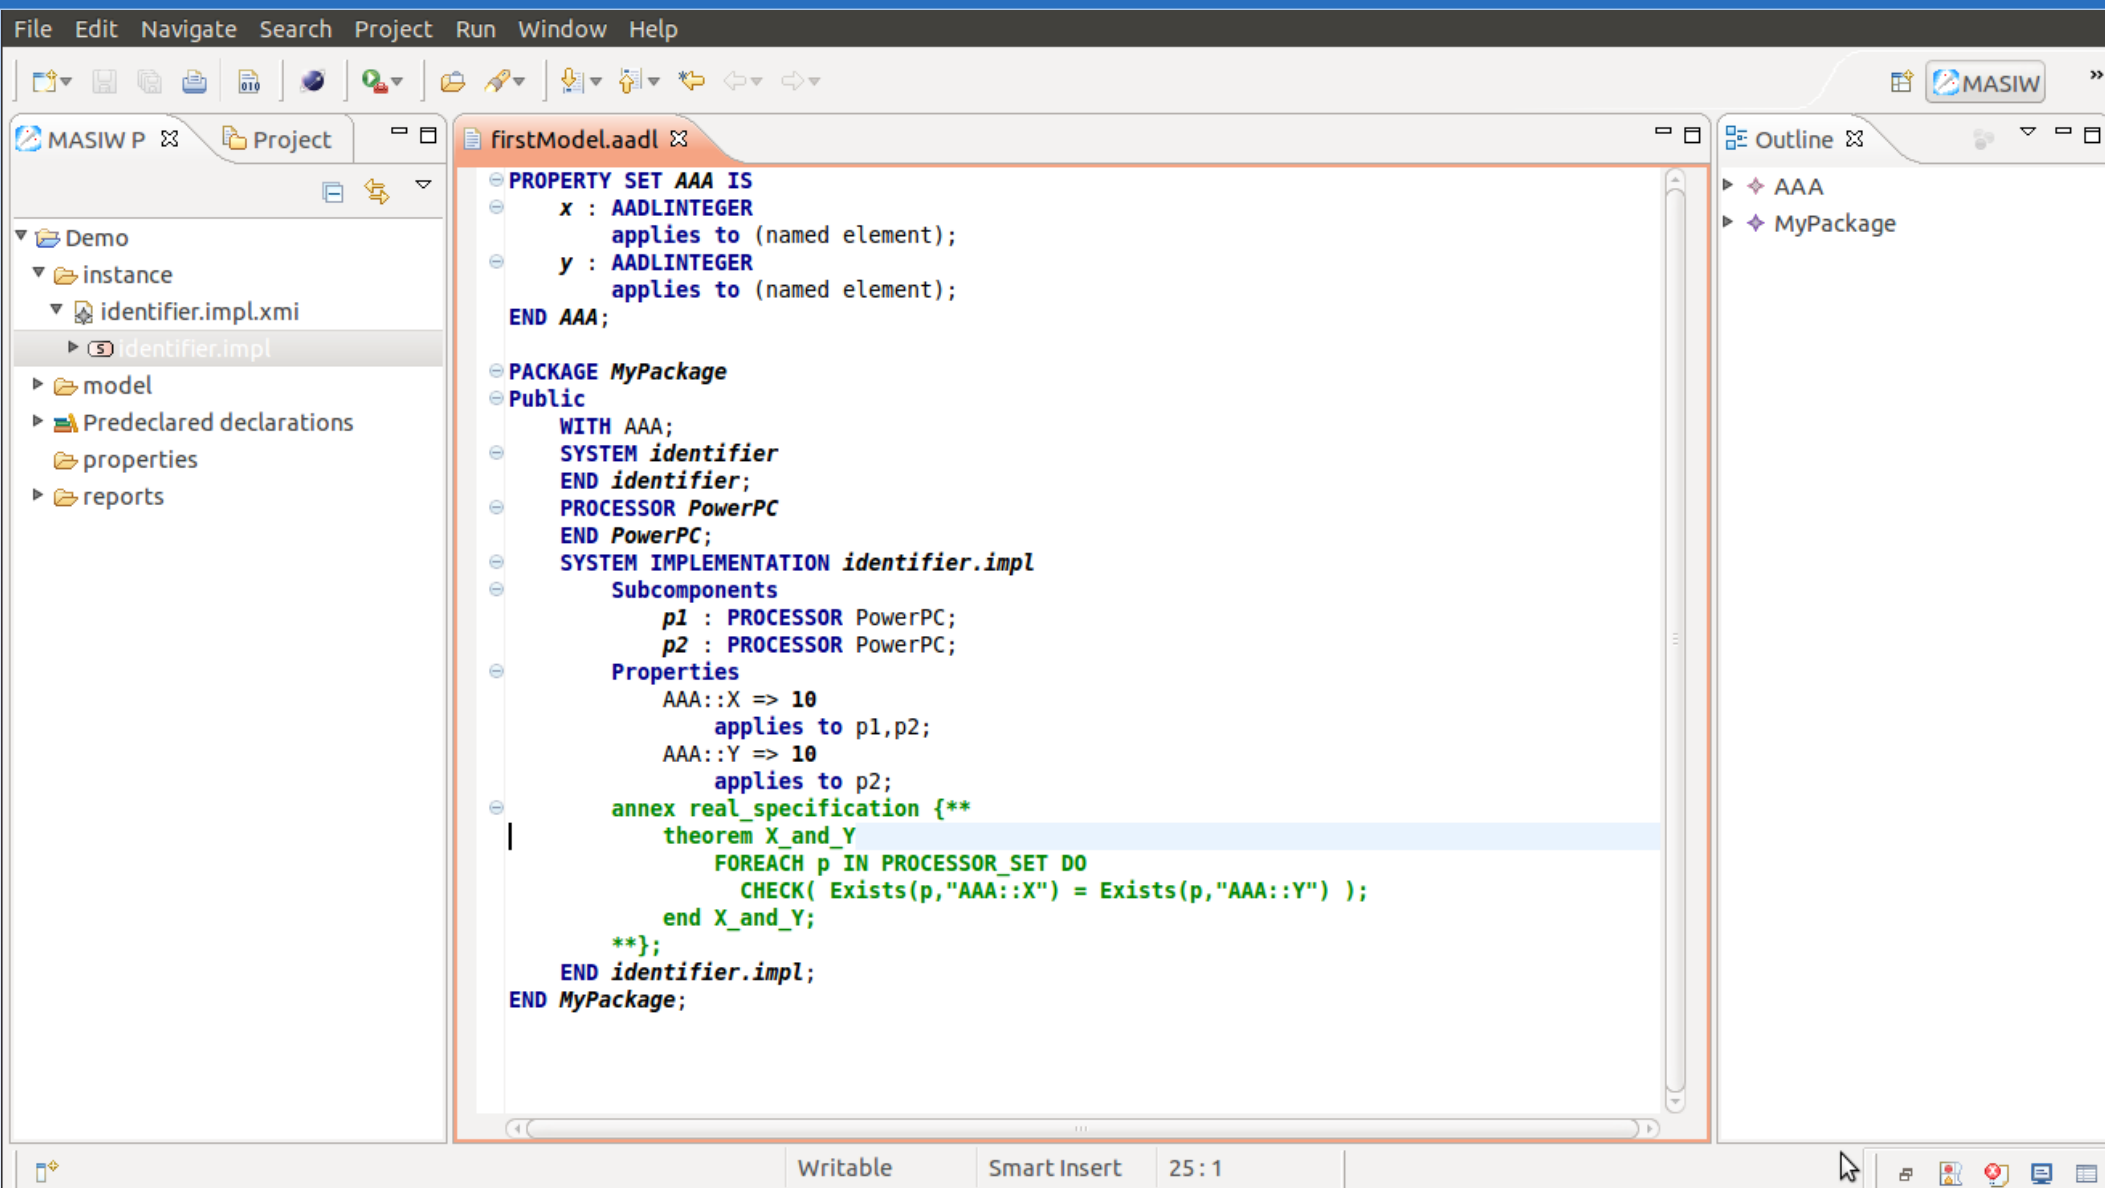 File Edit Navigate Search Project Run Window Help
MASIW
»
MASIW P
Project
Demo
instance
identifier.impl.xmi
identifier.impl
model
Predeclared declarations
properties
reports
firstModel.aadl
PROPERTY SET AAA IS
x : AADLINTEGER
applies to (named element);
y : AADLINTEGER
applies to (named element);
END AAA;
PACKAGE MyPackage
Public
WITH AAA;
SYSTEM identifier
END identifier;
PROCESSOR PowerPC
END PowerPC;
SYSTEM IMPLEMENTATION identifier.impl
Subcomponents
p1 : PROCESSOR PowerPC;
p2 : PROCESSOR PowerPC;
Properties
AAA::X => 10
applies to p1,p2;
AAA::Y => 10
applies to p2;
annex real_specification {**
theorem X_and_Y
FOREACH p IN PROCESSOR_SET DO
CHECK( Exists(p,"AAA::X") = Exists(p,"AAA::Y") );
end X_and_Y;
**};
END identifier.impl;
END MyPackage;
Outline
AAA
MyPackage
Writable
Smart Insert
25 : 1